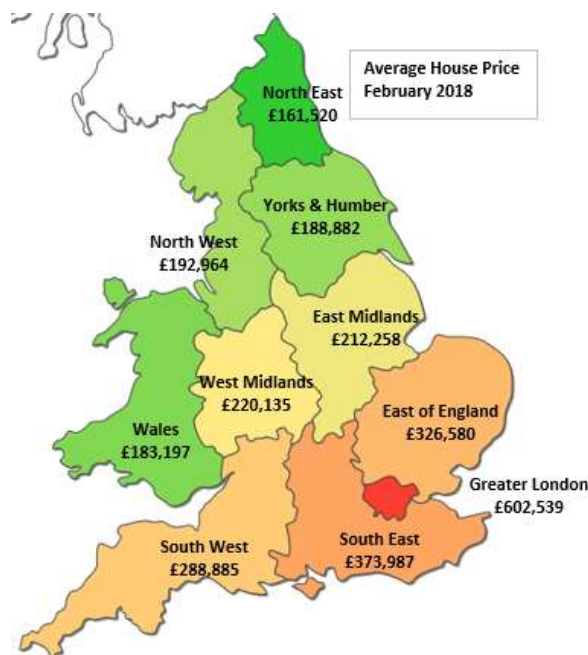 Average House Price
February 2018
North East
£161,520
Yorks & Humber
£188,882
North West
£192,964
East Midlands
£212,258
West Midlands
£220,135
East of England
£326,580
Wales
£183,197
Greater London
£602,539
South West
£288,885
South East
£373,987